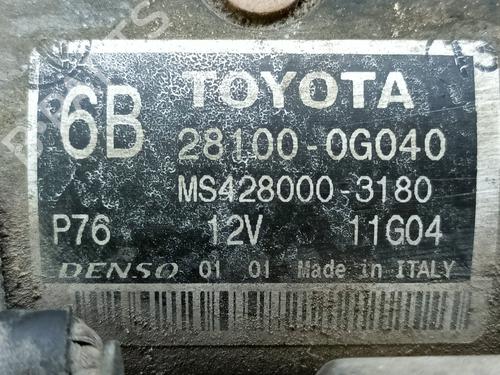 6B TOYOTA
28100-0G040
MS428000-3180
P76 12V 11G04
DENSO 01 01 Made in ITALY